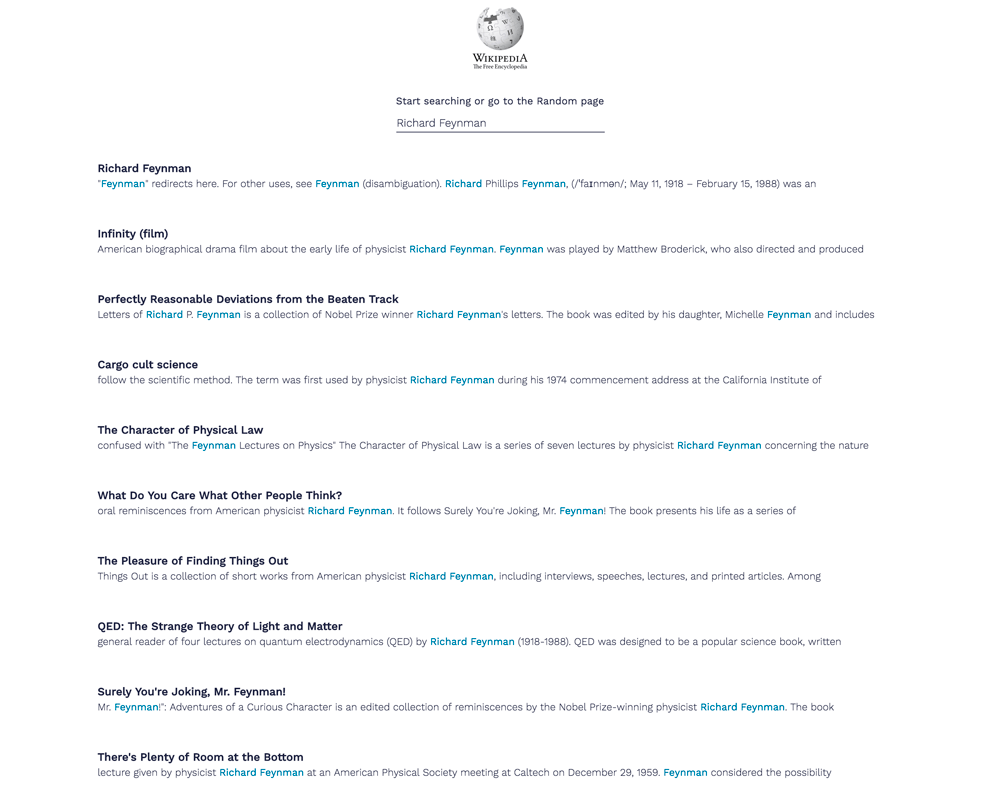 WIKIPEDIA
The Free Encyclopedia
Start searching or go to the Random page
Richard Feynman
Richard Feynman
"Feynman" redirects here. For other uses, see Feynman (disambiguation). Richard Phillips Feynman, (/ˈfaɪnmən/; May 11, 1918 – February 15, 1988) was an
Infinity (film)
American biographical drama film about the early life of physicist Richard Feynman. Feynman was played by Matthew Broderick, who also directed and produced
Perfectly Reasonable Deviations from the Beaten Track
Letters of Richard P. Feynman is a collection of Nobel Prize winner Richard Feynman's letters. The book was edited by his daughter, Michelle Feynman and includes
Cargo cult science
follow the scientific method. The term was first used by physicist Richard Feynman during his 1974 commencement address at the California Institute of
The Character of Physical Law
confused with "The Feynman Lectures on Physics" The Character of Physical Law is a series of seven lectures by physicist Richard Feynman concerning the nature
What Do You Care What Other People Think?
oral reminiscences from American physicist Richard Feynman. It follows Surely You're Joking, Mr. Feynman! The book presents his life as a series of
The Pleasure of Finding Things Out
Things Out is a collection of short works from American physicist Richard Feynman, including interviews, speeches, lectures, and printed articles. Among
QED: The Strange Theory of Light and Matter
general reader of four lectures on quantum electrodynamics (QED) by Richard Feynman (1918-1988). QED was designed to be a popular science book, written
Surely You're Joking, Mr. Feynman!
Mr. Feynman!": Adventures of a Curious Character is an edited collection of reminiscences by the Nobel Prize-winning physicist Richard Feynman. The book
There's Plenty of Room at the Bottom
lecture given by physicist Richard Feynman at an American Physical Society meeting at Caltech on December 29, 1959. Feynman considered the possibility